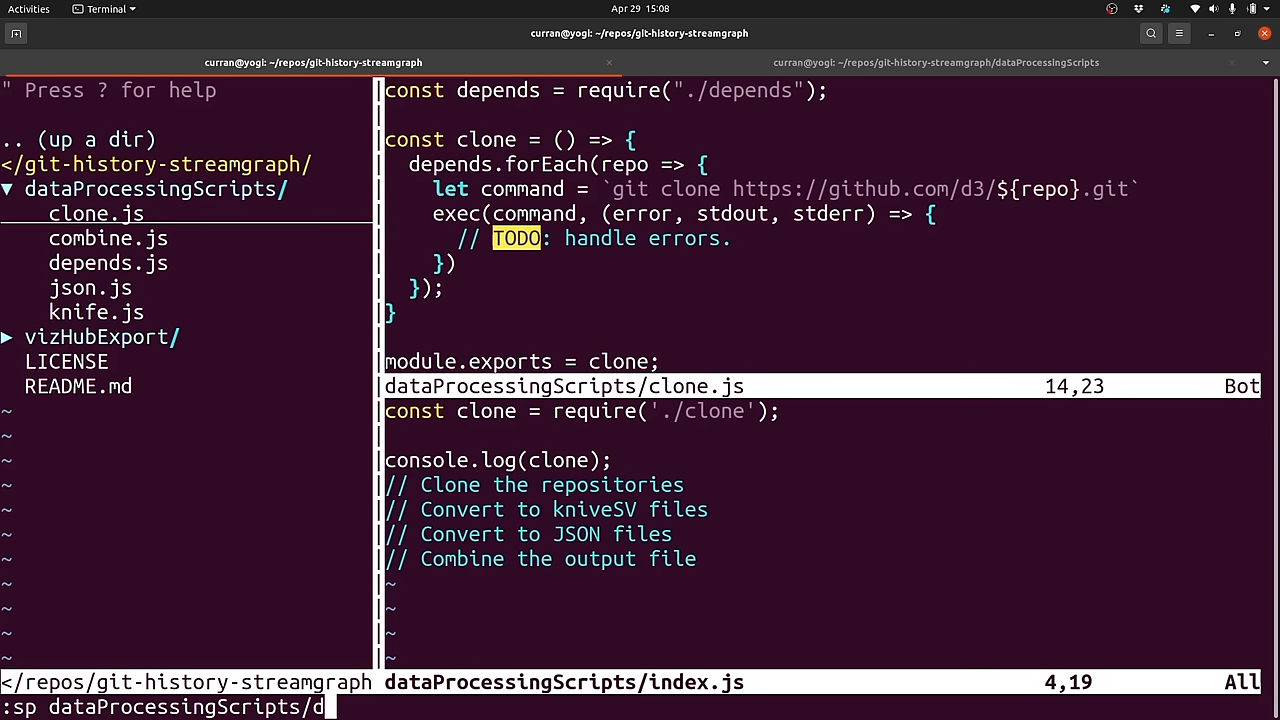 Activities Terminal Apr 29 15:08
curran@yogi: ~/repos/git-history-streamgraph
curran@yogi: ~/repos/git-history-streamgraph × curran@yogi: ~/repos/git-history-streamgraph/dataProcessingScripts ×
" Press ? for help
.. (up a dir)
</git-history-streamgraph/
▼ dataProcessingScripts/
clone.js
combine.js
depends.js
json.js
knife.js
▶ vizHubExport/
LICENSE
README.md
~
~
~
~
~
~
~
~
~
~
~
</repos/git-history-streamgraph
const depends = require("./depends");
const clone = () => {
depends.forEach(repo => {
let command = `git clone https://github.com/d3/${repo}.git`
exec(command, (error, stdout, stderr) => {
// TODO: handle errors.
})
});
}
module.exports = clone;
dataProcessingScripts/clone.js 14,23 Bot
const clone = require('./clone');
console.log(clone);
// Clone the repositories
// Convert to kniveSV files
// Convert to JSON files
// Combine the output file
~
~
~
~
dataProcessingScripts/index.js 4,19 All
:sp dataProcessingScripts/d